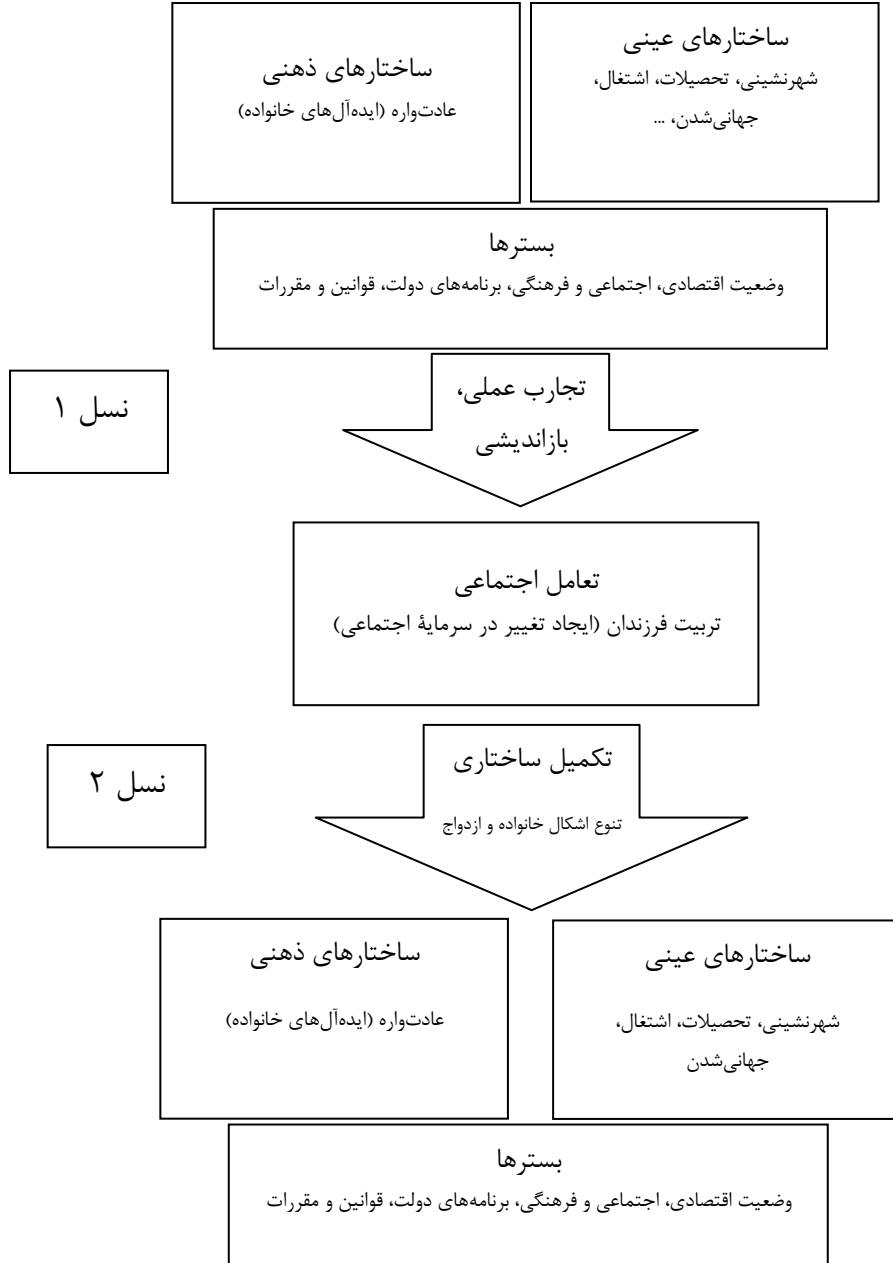 ساختارهای عینی
شهرنشینی، تحصیلات، اشتغال،
جهانی‌شدن، ...
ساختارهای ذهنی
عادت‌واره (ایده‌آل‌های خانواده)
بسترها
وضعیت اقتصادی، اجتماعی و فرهنگی، برنامه‌های دولت، قوانین و مقررات
نسل ۱
تجارب عملی،
بازاندیشی
تعامل اجتماعی
تربیت فرزندان (ایجاد تغییر در سرمایۀ اجتماعی)
نسل ۲
تکمیل ساختاری
تنوع اشکال خانواده و ازدواج
ساختارهای عینی
شهرنشینی، تحصیلات، اشتغال،
جهانی‌شدن
ساختارهای ذهنی
عادت‌واره (ایده‌آل‌های خانواده)
بسترها
وضعیت اقتصادی، اجتماعی و فرهنگی، برنامه‌های دولت، قوانین و مقررات